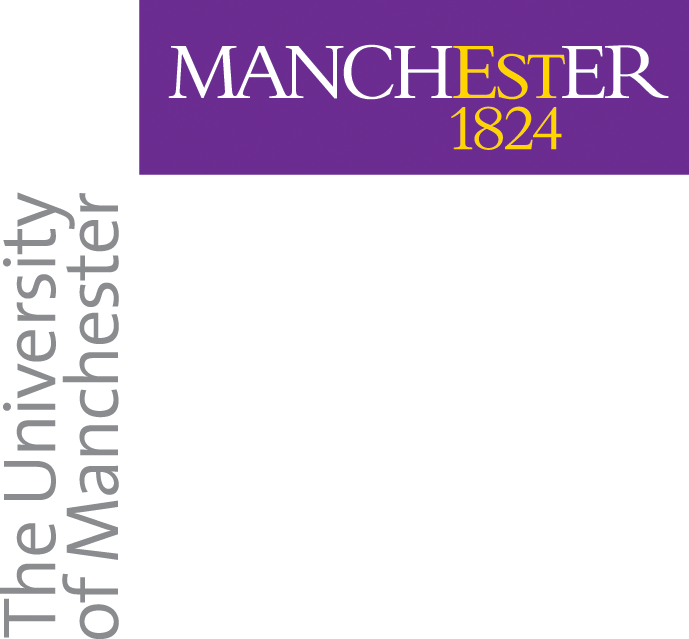 MANCHEsTER
1824
The University
of Manchester